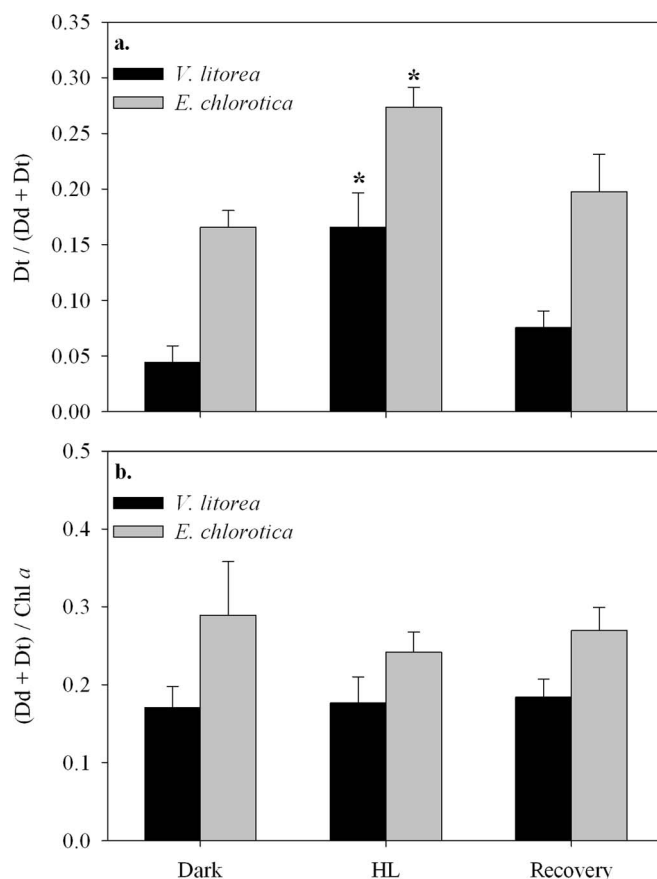 a.
V. litorea
E. chlorotica
Dt / (Dd + Dt)
0.35
0.30
0.25
0.20
0.15
0.10
0.05
0.00
*
*
b.
V. litorea
E. chlorotica
(Dd + Dt) / Chl a
0.5
0.4
0.3
0.2
0.1
0.0
Dark HL Recovery